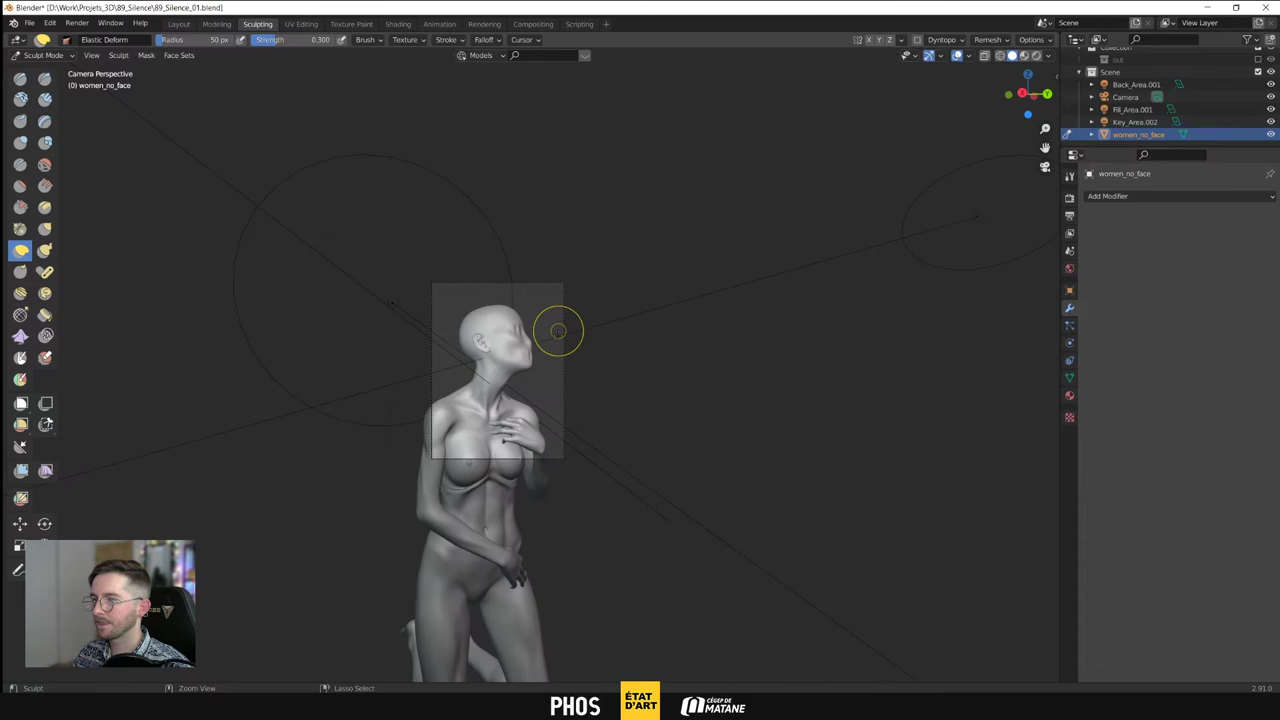 Blender* [D:\Work\Projets_3D\89_Silence\89_Silence_01.blend]
File Edit Render Window Help Layout Modeling Sculpting UV Editing Texture Paint Shading Animation Rendering Compositing Scripting Scene View Layer
Elastic Deform Radius 50 px Strength 0.300 Brush Texture Stroke Falloff Cursor X Y Z Dyntopo Remesh Options
Sculpt Mode View Sculpt Mask Face Sets Models
Camera Perspective
(0) women_no_face
out
Scene
Back_Area.001
Camera
Fill_Area.001
Key_Area.002
women_no_face
women_no_face
Add Modifier
Sculpt Zoom View Lasso Select 2.91.0
PHOS ÉTAT D'ART CÉGEP DE MATANE